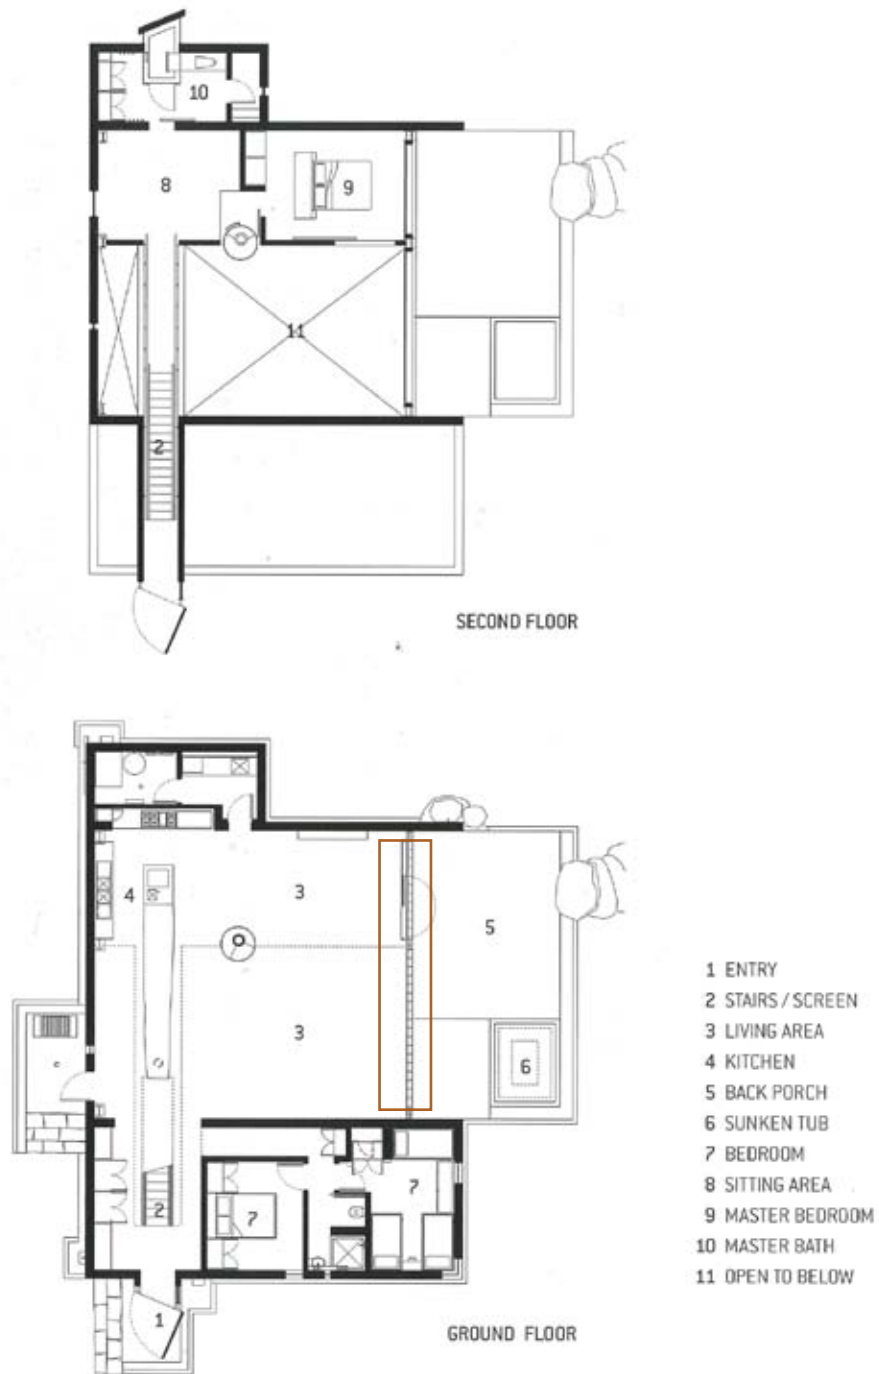 10
8
9
11
2
SECOND FLOOR
4
3
5
3
6
2
7
7
1
GROUND FLOOR
1 ENTRY
2 STAIRS / SCREEN
3 LIVING AREA
4 KITCHEN
5 BACK PORCH
6 SUNKEN TUB
7 BEDROOM
8 SITTING AREA
9 MASTER BEDROOM
10 MASTER BATH
11 OPEN TO BELOW